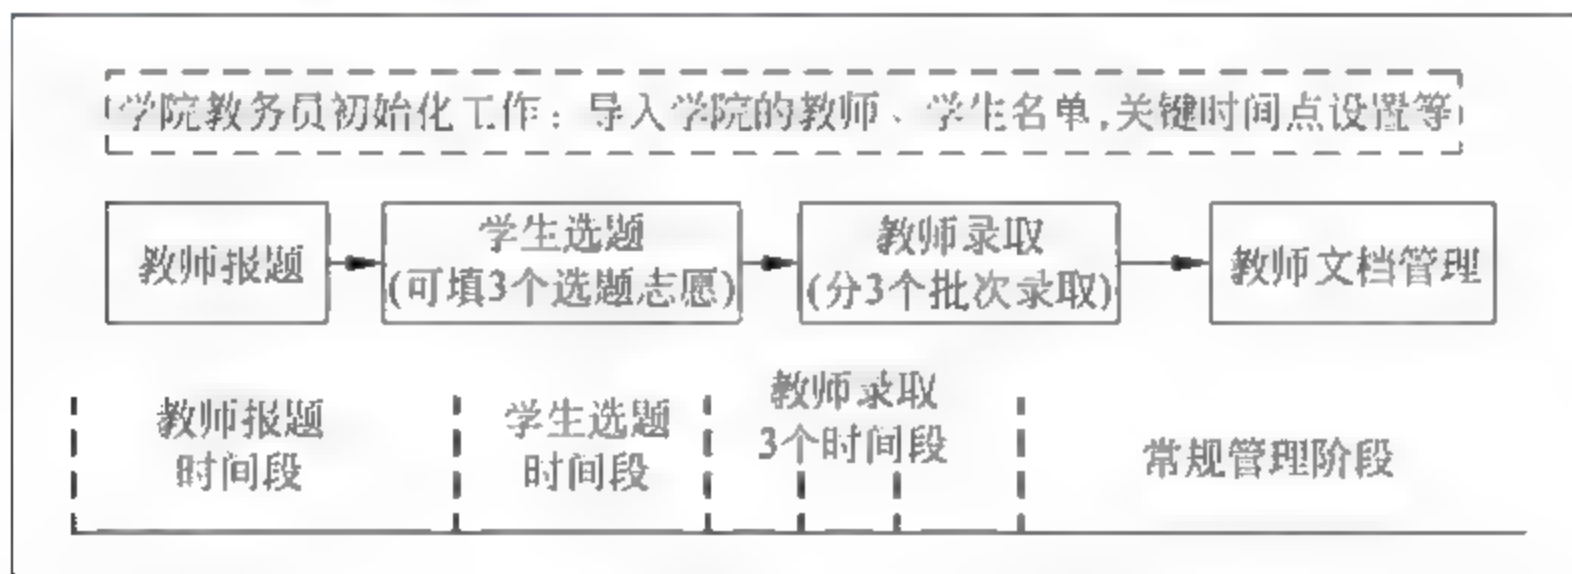 学院教务员初始化工作：导入学院的教师、学生名单,关键时间点设置等
教师报题
学生选题
(可填3个选题志愿)
教师录取
(分3个批次录取)
教师文档管理
教师报题
时间段
学生选题
时间段
教师录取
3个时间段
常规管理阶段